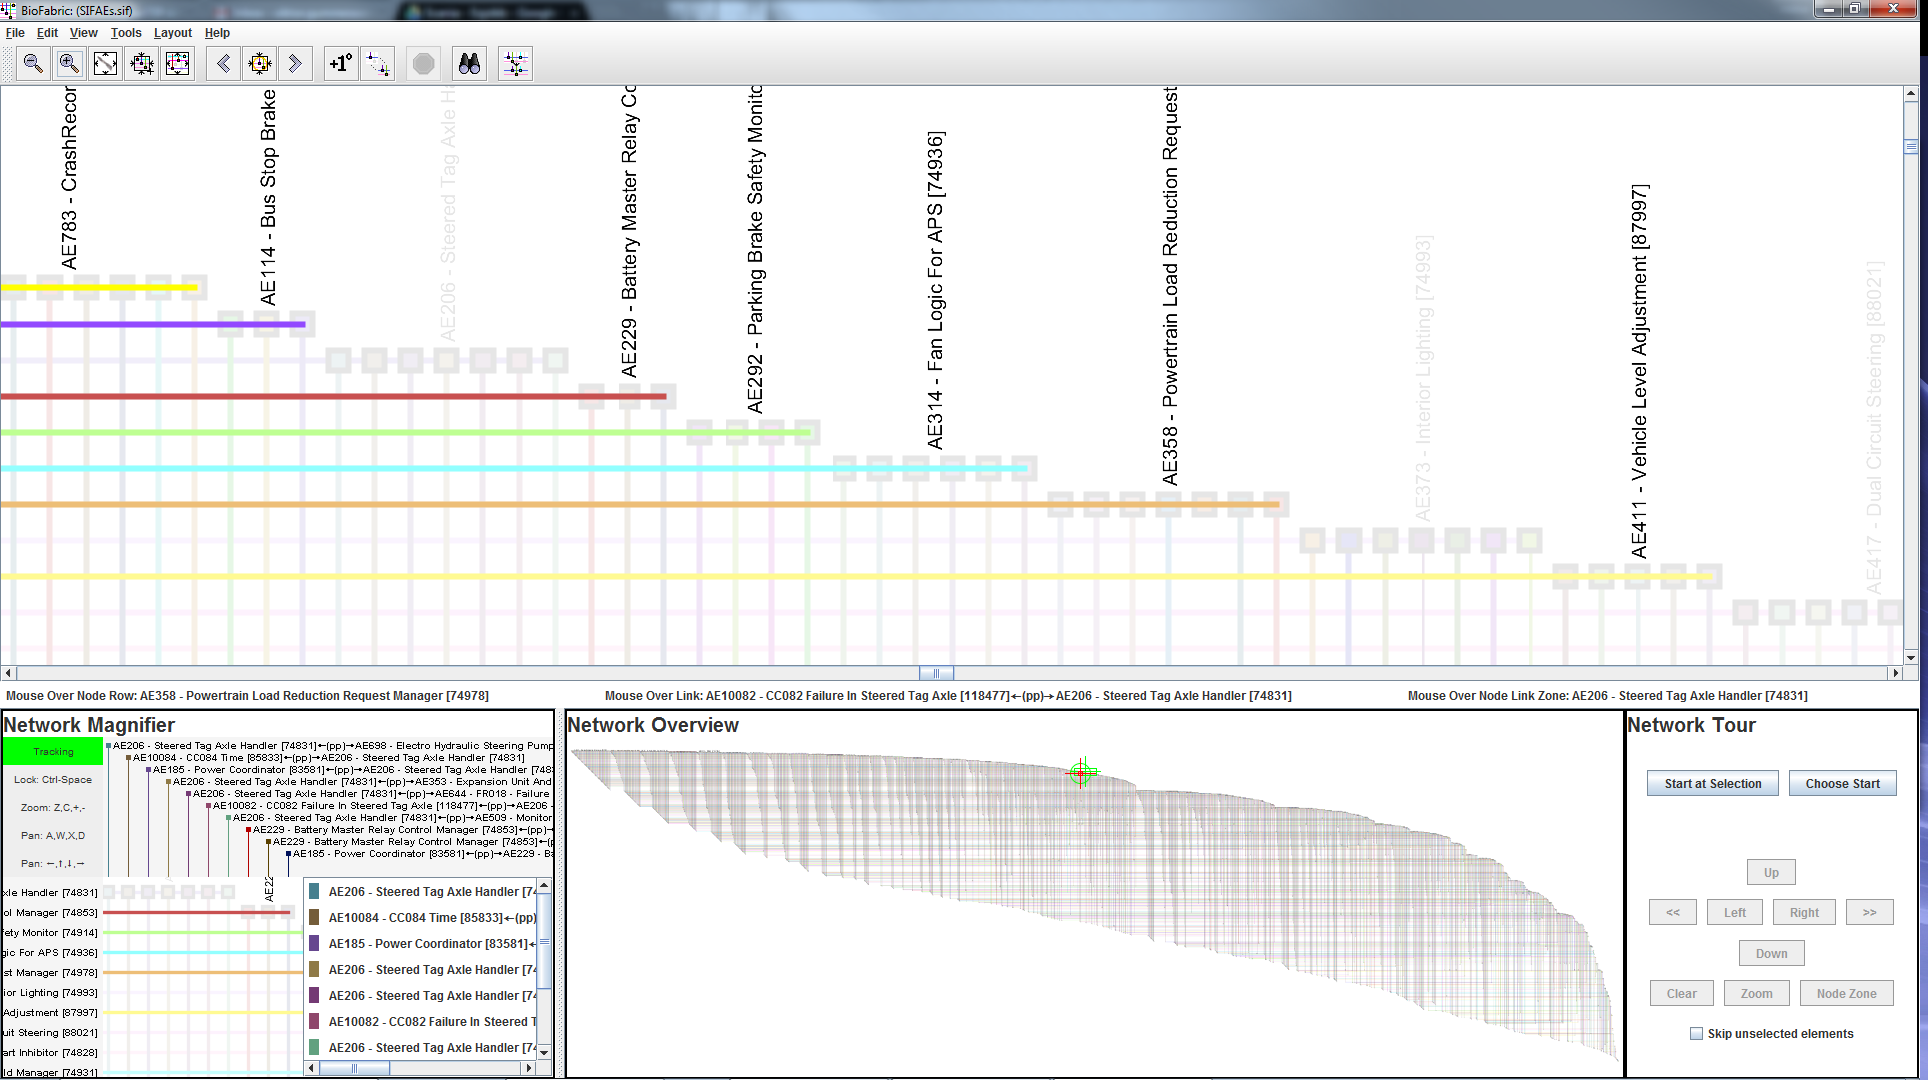 BioFabric: (SIFAEs.sif)
File Edit View Tools Layout Help
+1°
AE783 - CrashRecor
AE114 - Bus Stop Brake
AE206 - Steered Tag Axle Ha
AE229 - Battery Master Relay Co
AE292 - Parking Brake Safety Monito
AE314 - Fan Logic For APS [74936]
AE358 - Powertrain Load Reduction Request
AE373 - Interior Lighting [74993]
AE411 - Vehicle Level Adjustment [87997]
AE417 - Dual Circuit Steering [88021]
Mouse Over Node Row: AE358 - Powertrain Load Reduction Request Manager [74978]
Mouse Over Link: AE10082 - CC082 Failure In Steered Tag Axle [118477]←(pp)→AE206 - Steered Tag Axle Handler [74831]
Mouse Over Node Link Zone: AE206 - Steered Tag Axle Handler [74831]
Network Magnifier
Tracking
Lock: Ctrl-Space
Zoom: Z,C,+,-
Pan: A,W,X,D
Pan: ←,↑,↓,→
AE206 - Steered Tag Axle Handler [74831]←(pp)→AE698 - Electro Hydraulic Steering Pump
AE10084 - CC084 Time [85833]←(pp)→AE206 - Steered Tag Axle Handler [74831]
AE185 - Power Coordinator [83581]←(pp)→AE206 - Steered Tag Axle Handler [748
AE206 - Steered Tag Axle Handler [74831]←(pp)→AE353 - Expansion Unit And
AE206 - Steered Tag Axle Handler [74831]←(pp)→AE644 - FR018 - Failure
AE10082 - CC082 Failure In Steered Tag Axle [118477]←(pp)→AE206 -
AE206 - Steered Tag Axle Handler [74831]←(pp)→AE509 - Monitor
AE229 - Battery Master Relay Control Manager [74853]←(pp)→
AE229 - Battery Master Relay Control Manager [74853]←(p
AE185 - Power Coordinator [83581]←(pp)→AE229 - Ba
AE22
xle Handler [74831]
ol Manager [74853]
fety Monitor [74914]
gic For APS [74936]
st Manager [74978]
ior Lighting [74993]
Adjustment [87997]
uit Steering [88021]
art Inhibitor [74828]
ld Manager [74931]
AE206 - Steered Tag Axle Handler [74
AE10084 - CC084 Time [85833]←(pp)
AE185 - Power Coordinator [83581]←
AE206 - Steered Tag Axle Handler [74
AE206 - Steered Tag Axle Handler [74
AE10082 - CC082 Failure In Steered T
AE206 - Steered Tag Axle Handler [74
Network Overview
Network Tour
Start at Selection Choose Start
Up
<< Left Right >>
Down
Clear Zoom Node Zone
Skip unselected elements